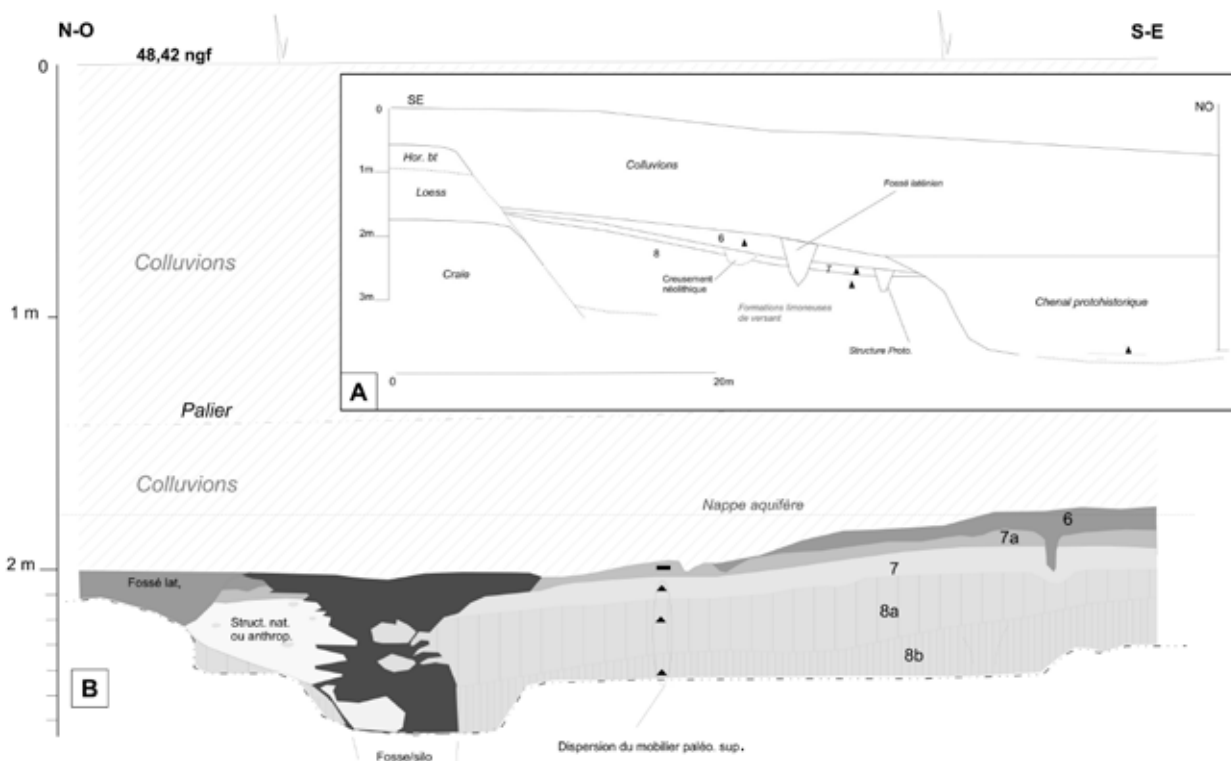 N-O
S-E
48,42 ngf
0
SE
NO
0
Hor. bt
1m
Colluvions
Fossé laténien
Loess
2m
6
8
7
Craie
Creusement
néolithique
3m
Formations limoneuses
de versant
Chenal protohistorique
Structure Proto.
A
0
20m
Colluvions
1 m
Palier
Colluvions
Nappe aquifère
6
7a
2 m
7
Fossé lat,
8a
Struct. nat.
ou anthrop.
8b
B
Dispersion du mobilier paléo. sup.
Fosse/silo